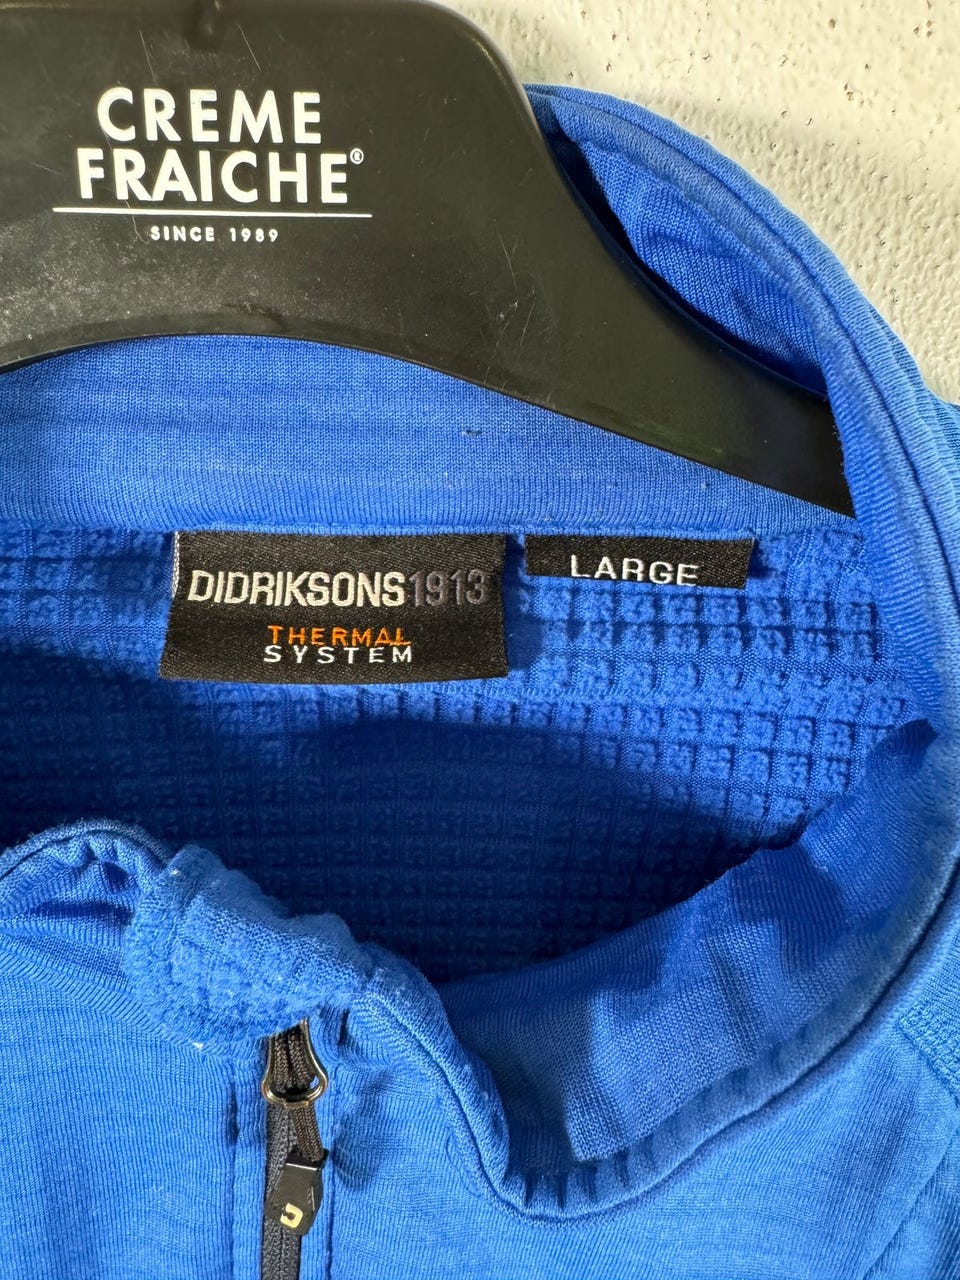 CREME
FRAICHE®
SINCE 1989
DIDRIKSONS1913
THERMAL
SYSTEM
LARGE